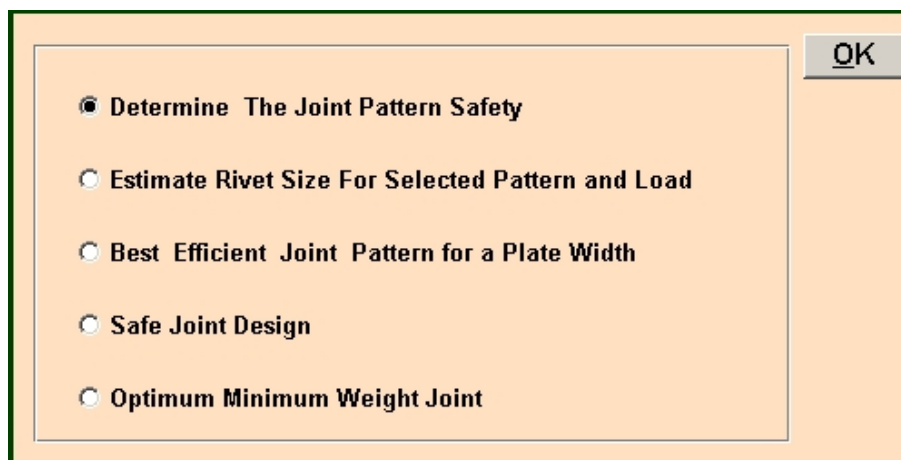 OK
Determine The Joint Pattern Safety
Estimate Rivet Size For Selected Pattern and Load
Best Efficient Joint Pattern for a Plate Width
Safe Joint Design
Optimum Minimum Weight Joint